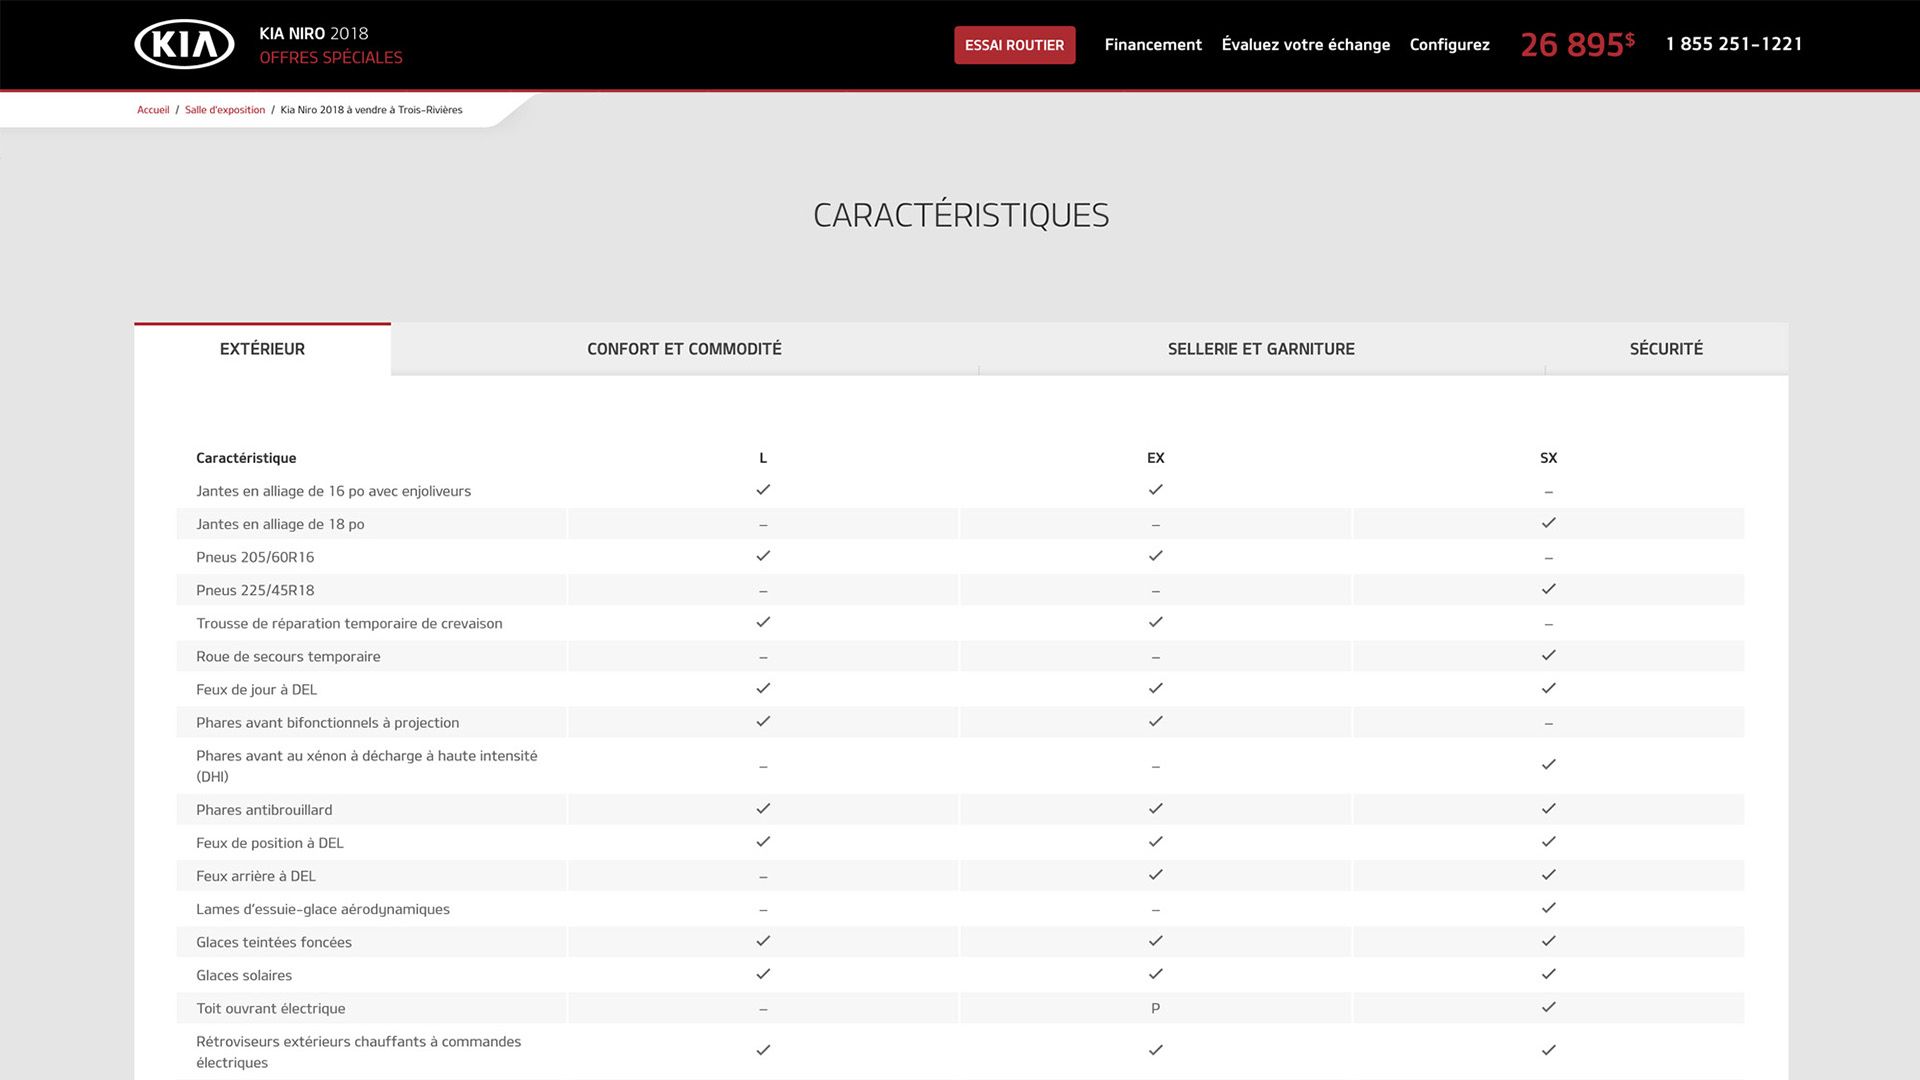 KIA
KIA NIRO 2018
OFFRES SPÉCIALES
ESSAI ROUTIER Financement Évaluez votre échange Configurez 26 895$ 1 855 251-1221
Accueil / Salle d'exposition / Kia Niro 2018 à vendre à Trois-Rivières
CARACTÉRISTIQUES
EXTÉRIEUR CONFORT ET COMMODITÉ SELLERIE ET GARNITURE SÉCURITÉ
Caractéristique L EX SX
Jantes en alliage de 16 po avec enjoliveurs ✓ ✓ –
Jantes en alliage de 18 po – – ✓
Pneus 205/60R16 ✓ ✓ –
Pneus 225/45R18 – – ✓
Trousse de réparation temporaire de crevaison ✓ ✓ –
Roue de secours temporaire – – ✓
Feux de jour à DEL ✓ ✓ ✓
Phares avant bifonctionnels à projection ✓ ✓ –
Phares avant au xénon à décharge à haute intensité
(DHI) – – ✓
Phares antibrouillard ✓ ✓ ✓
Feux de position à DEL ✓ ✓ ✓
Feux arrière à DEL – ✓ ✓
Lames d'essuie-glace aérodynamiques – – ✓
Glaces teintées foncées ✓ ✓ ✓
Glaces solaires ✓ ✓ ✓
Toit ouvrant électrique – P ✓
Rétroviseurs extérieurs chauffants à commandes
électriques ✓ ✓ ✓